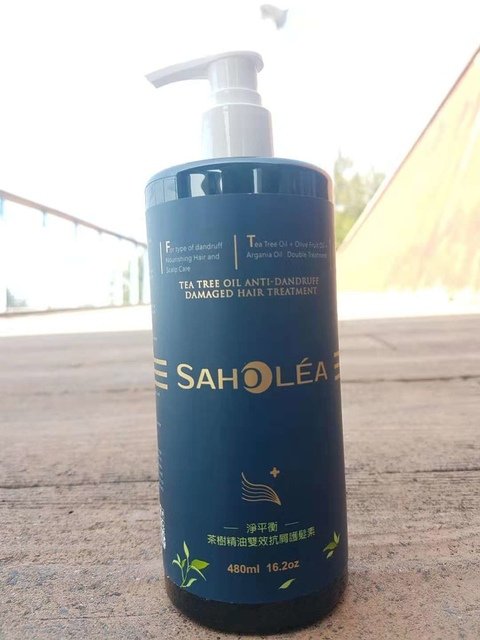 For type of dandruff
Nourishing Hair and
Scalp Care
Tea Tree Oil + Olive Fruit Oil +
Argania Oil Double Treatment
TEA TREE OIL ANTI-DANDRUFF
DAMAGED HAIR TREATMENT
SAHOLÉA
淨平衡
茶樹精油雙效抗屑護髮素
480ml 16.2oz